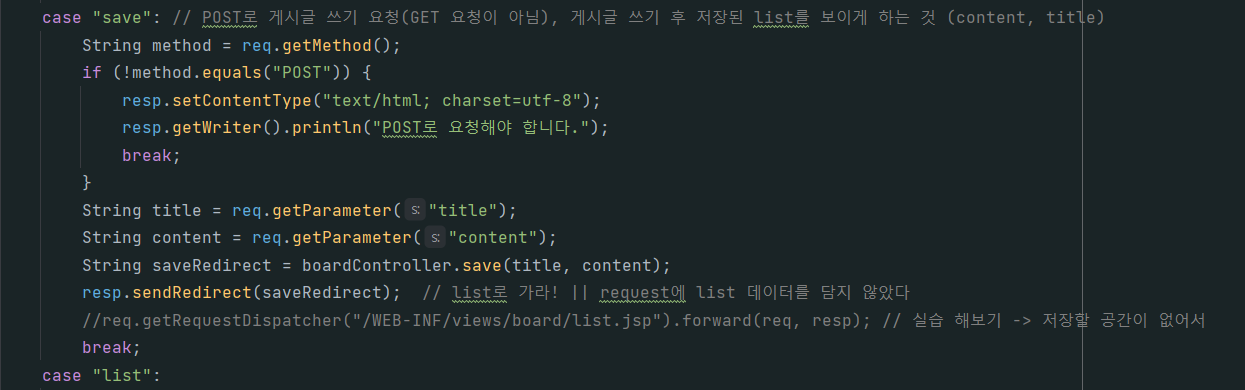 case "save": // POST로 게시글 쓰기 요청(GET 요청이 아님), 게시글 쓰기 후 저장된 list를 보이게 하는 것 (content, title)
String method = req.getMethod();
if (!method.equals("POST")) {
resp.setContentType("text/html; charset=utf-8");
resp.getWriter().println("POST로 요청해야 합니다.");
break;
}
String title = req.getParameter( s: "title");
String content = req.getParameter( s: "content");
String saveRedirect = boardController.save(title, content);
resp.sendRedirect(saveRedirect);  // list로 가라! || request에 list 데이터를 담지 않았다
//req.getRequestDispatcher("/WEB-INF/views/board/list.jsp").forward(req, resp); // 실습 해보기 -> 저장할 공간이 없어서
break;
case "list":